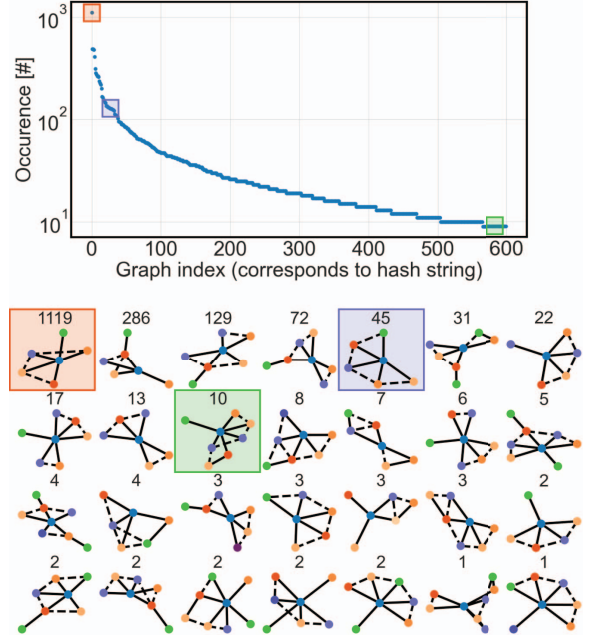 10³
10²
10¹
Occurence [#]
0 100 200 300 400 500 600
Graph index (corresponds to hash string)
1119 286 129 72 45 31 22
17 13 10 8 7 6 5
4 4 3 3 3 3 2
2 2 2 2 2 1 1